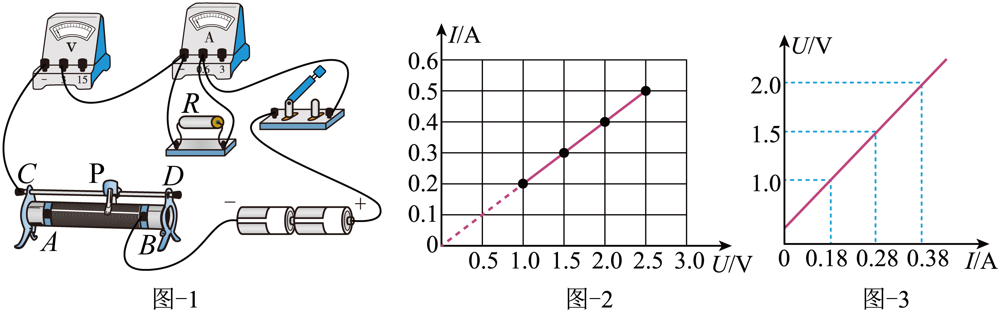 V
− 3 15
A
− 0.6 3
R
C P D
A B
− +
图-1
I/A
0.6
0.5
0.4
0.3
0.2
0.1
0
0.5 1.0 1.5 2.0 2.5 3.0 U/V
图-2
U/V
2.0
1.5
1.0
0 0.18 0.28 0.38 I/A
图-3